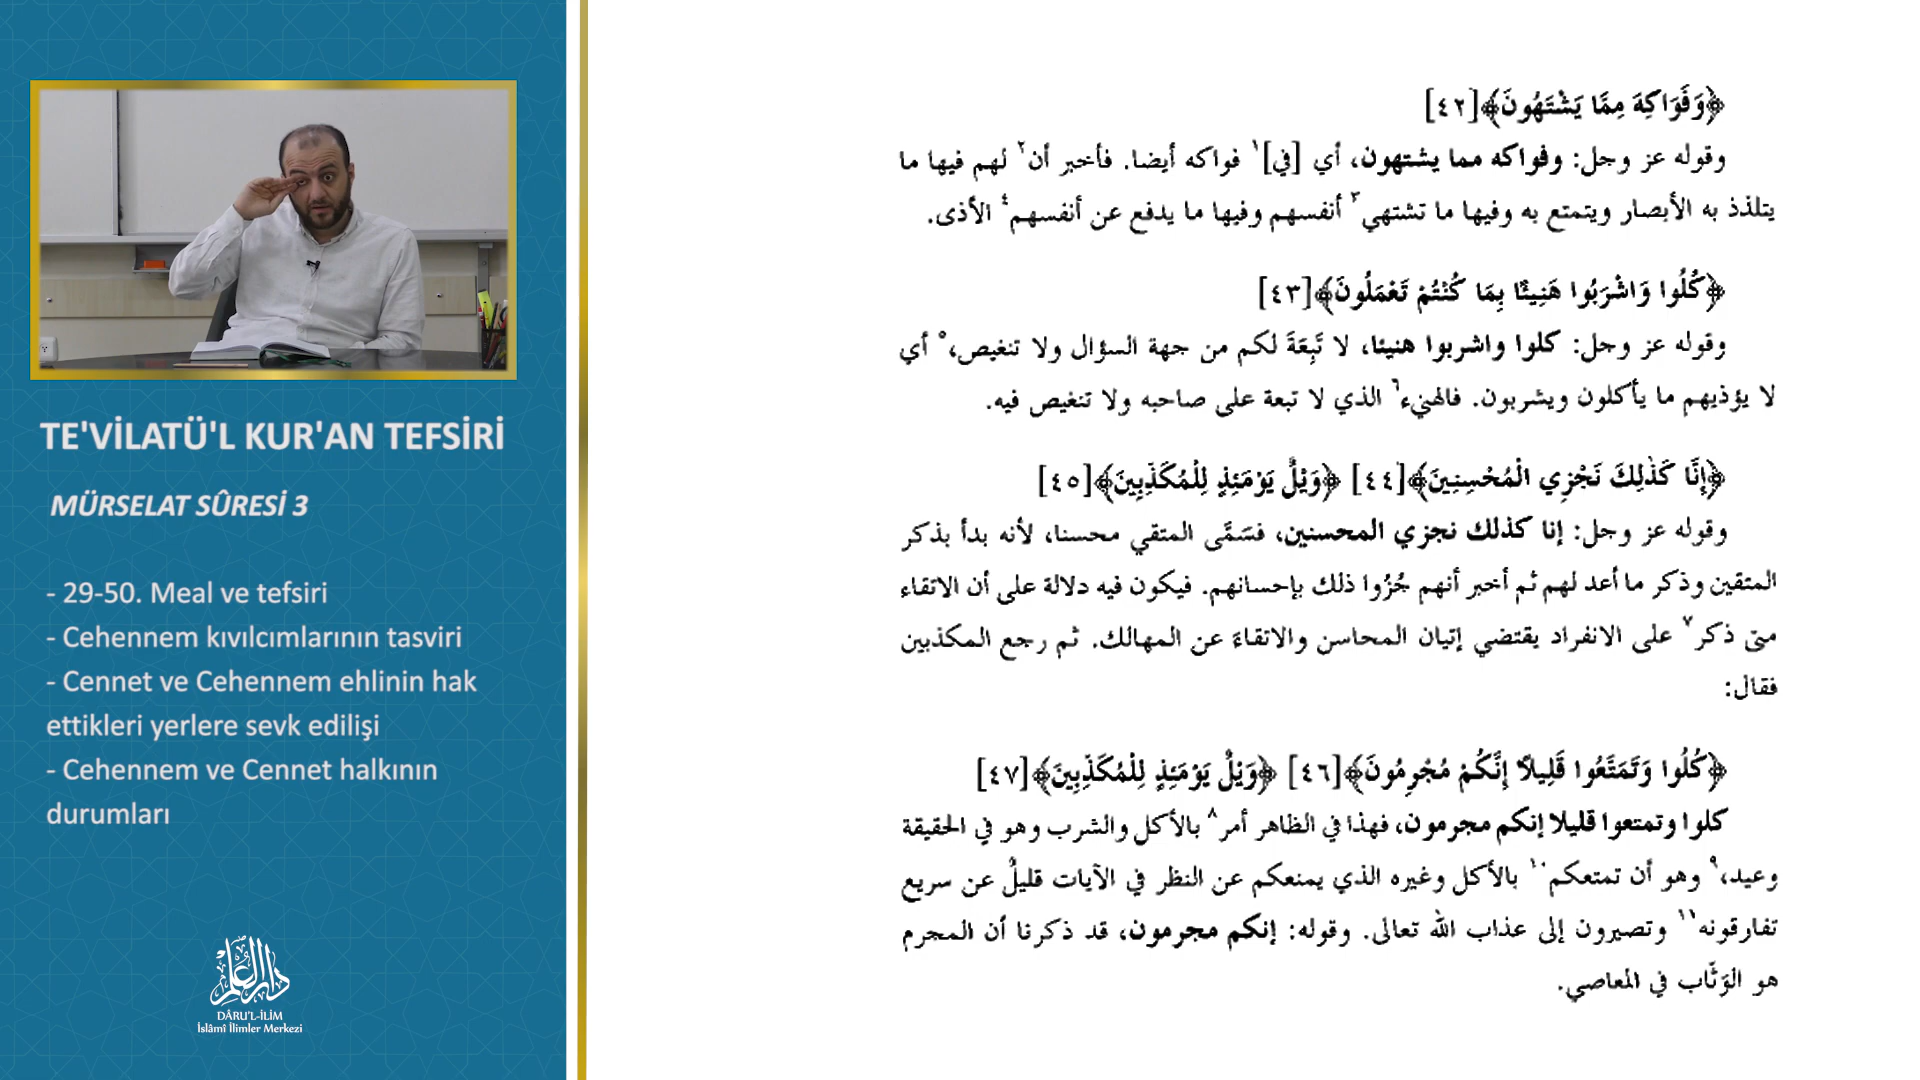 TE'VİLATÜ'L KUR'AN TEFSİRİ
MÜRSELAT SÛRESİ 3
- 29-50. Meal ve tefsiri
- Cehennem kıvılcımlarının tasviri
- Cennet ve Cehennem ehlinin hak
ettikleri yerlere sevk edilişi
- Cehennem ve Cennet halkının
durumları
دار العلم
DÂRU'L-İLİM
İslâmî İlimler Merkezi
﴿وَفَوَاكِهَ مِمَّا يَشْتَهُونَ﴾[٤٢]
وقوله عز وجل: وفواكه مما يشتهون، أي [في]١ فواكه أيضا. فأخبر أن٢ لهم فيها ما
يتلذذ به الأبصار ويتمتع به وفيها ما تشتهي٣ أنفسهم وفيها ما يدفع عن أنفسهم٤ الأذى.
﴿كُلُوا وَاشْرَبُوا هَنِيئًا بِمَا كُنْتُمْ تَعْمَلُونَ﴾[٤٣]
وقوله عز وجل: كلوا واشربوا هنيئا، لا تَبِعَةَ لكم من جهة السؤال ولا تنغيص،٥ أي
لا يؤذيهم ما يأكلون ويشربون. فالهنيء٦ الذي لا تبعة على صاحبه ولا تنغيص فيه.
﴿إِنَّا كَذٰلِكَ نَجْزِي الْمُحْسِنِينَ﴾[٤٤] ﴿وَيْلٌ يَوْمَئِذٍ لِلْمُكَذِّبِينَ﴾[٤٥]
وقوله عز وجل: إنا كذلك نجزي المحسنين، فسَمَّى المتقي محسنا، لأنه بدأ بذكر
المتقين وذكر ما أعد لهم ثم أخبر أنهم جُزُوا ذلك بإحسانهم. فيكون فيه دلالة على أن الاتقاء
متى ذكر٧ على الانفراد يقتضي إتيان المحاسن والاتقاءَ عن المهالك. ثم رجع المكذبين
فقال:
﴿كُلُوا وَتَمَتَّعُوا قَلِيلاً إِنَّكُمْ مُجْرِمُونَ﴾[٤٦] ﴿وَيْلٌ يَوْمَئِذٍ لِلْمُكَذِّبِينَ﴾[٤٧]
كلوا وتمتعوا قليلا إنكم مجرمون، فهذا في الظاهر أمر٨ بالأكل والشرب وهو في الحقيقة
وعيد،٩ وهو أن تمتعكم١٠ بالأكل وغيره الذي يمنعكم عن النظر في الآيات قليلٌ عن سريع
تفارقونه١١ وتصيرون إلى عذاب الله تعالى. وقوله: إنكم مجرمون، قد ذكرنا أن المجرم
هو الوَثّاب في المعاصي.